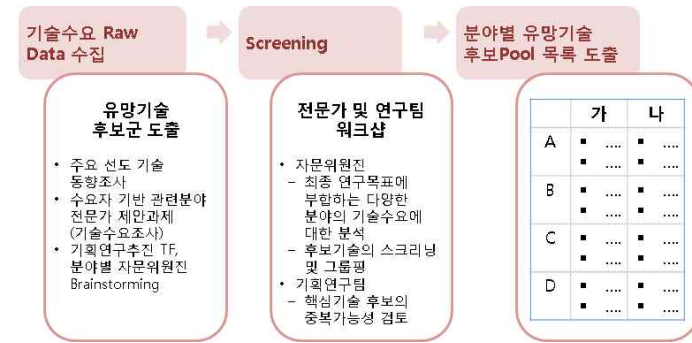 기술수요 Raw
Data 수집
Screening
분야별 유망기술
후보Pool 목록 도출
유망기술
후보군 도출
• 주요 선도 기술
동향조사
• 수요자 기반 관련분야
전문가 제안과제
(기술수요조사)
• 기획연구추진 TF,
분야별 자문위원진
Brainstorming
전문가 및 연구팀
워크샵
• 자문위원진
– 최종 연구목표에
부합하는 다양한
분야의 기술수요에
대한 분석
– 후보기술의 스크리닝
및 그룹핑
• 기획연구팀
– 핵심기술 후보의
중복가능성 검토
가 나
A ▪ .... ▪ ....
▪ .... ▪ ....
B ▪ .... ▪ ....
▪ .... ▪ ....
C ▪ .... ▪ ....
▪ .... ▪ ....
D ▪ .... ▪ ....
▪ .... ▪ ....